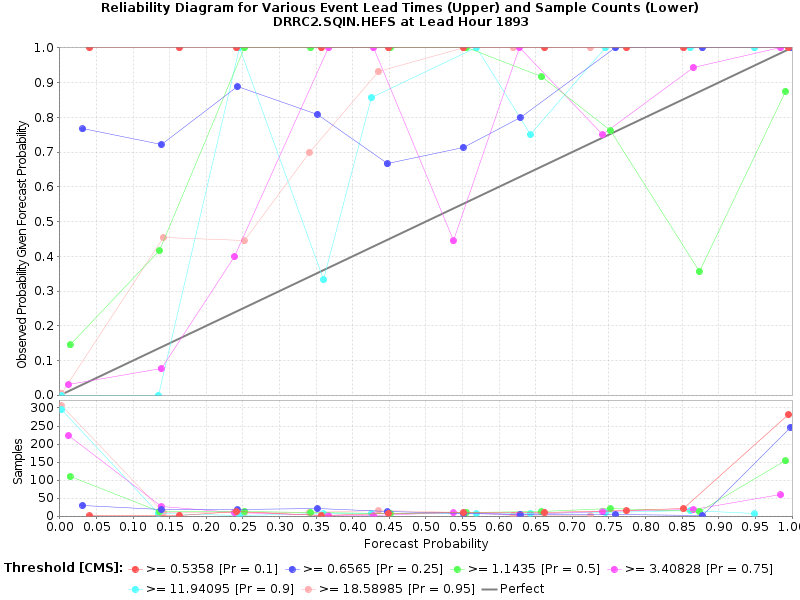 Reliability Diagram for Various Event Lead Times (Upper) and Sample Counts (Lower)
DRRC2.SQIN.HEFS at Lead Hour 1893
Observed Probability Given Forecast Probability
1.0
0.9
0.8
0.7
0.6
0.5
0.4
0.3
0.2
0.1
0.0
Samples
300
250
200
150
100
50
0
0.00 0.05 0.10 0.15 0.20 0.25 0.30 0.35 0.40 0.45 0.50 0.55 0.60 0.65 0.70 0.75 0.80 0.85 0.90 0.95 1.0
Forecast Probability
Threshold [CMS]: >= 0.5358 [Pr = 0.1] >= 0.6565 [Pr = 0.25] >= 1.1435 [Pr = 0.5] >= 3.40828 [Pr = 0.75]
>= 11.94095 [Pr = 0.9] >= 18.58985 [Pr = 0.95] Perfect